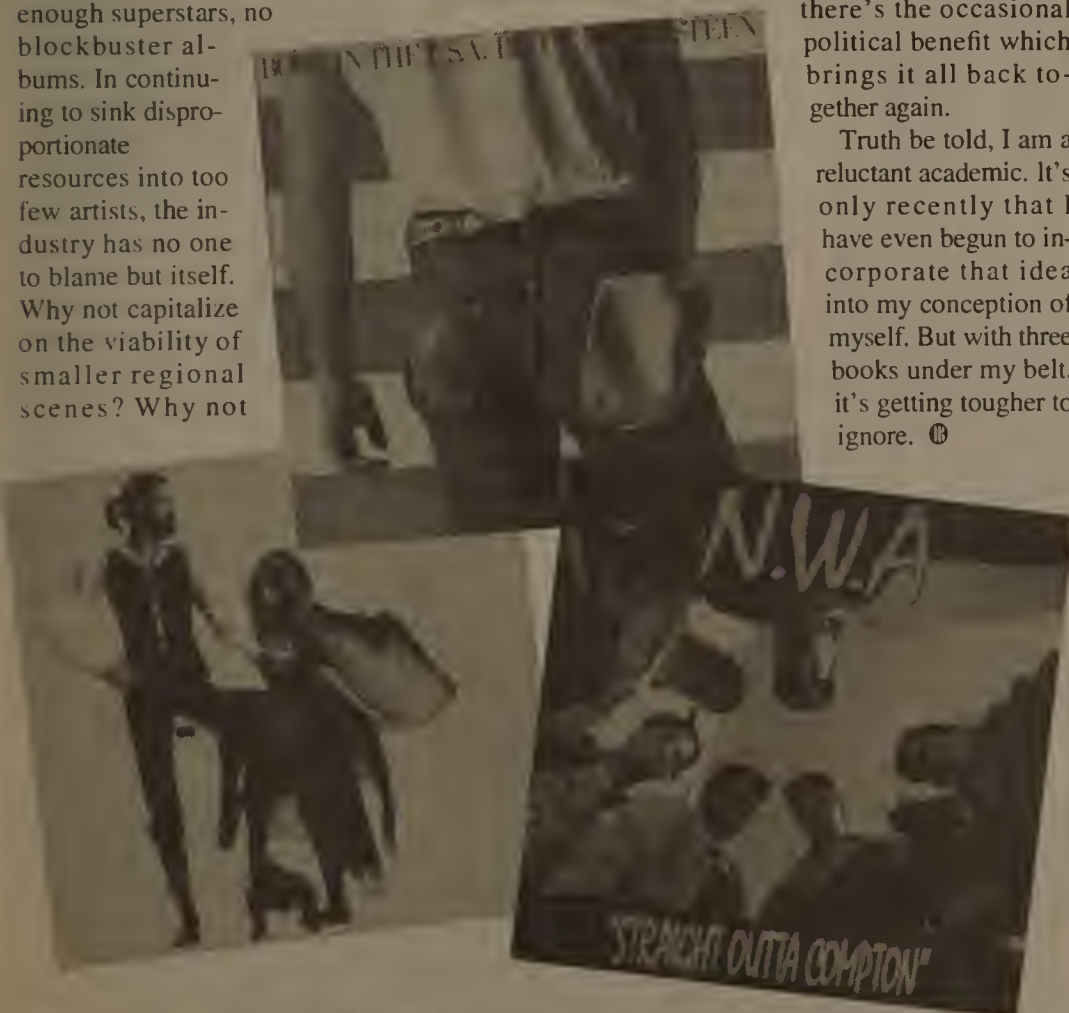 enough superstars, no
blockbuster al-
bums. In continu-
ing to sink dispro-
portionate
resources into too
few artists, the in-
dustry has no one
to blame but itself.
Why not capitalize
on the viability of
smaller regional
scenes? Why not
there's the occasional
political benefit which
brings it all back to-
gether again.
Truth be told, I am a
reluctant academic. It's
only recently that I
have even begun to in-
corporate that idea
into my conception of
myself. But with three
books under my belt,
it's getting tougher to
ignore.
IN THE U.S.A.
N.W.A
"STRAIGHT OUTTA COMPTON"